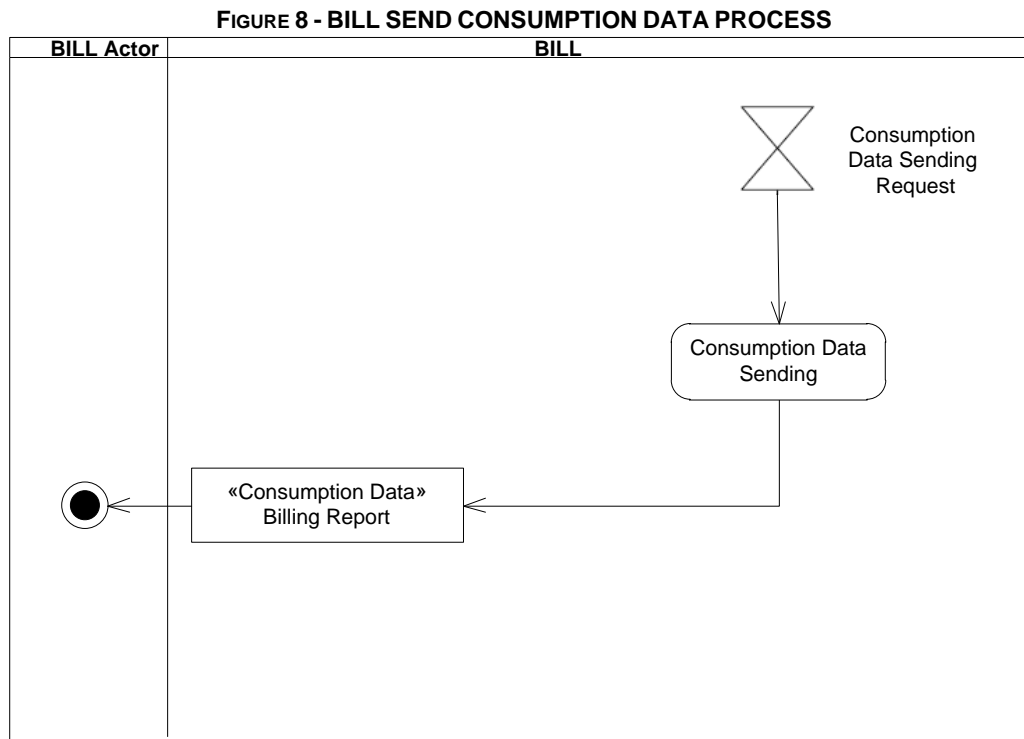 FIGURE 8 - BILL SEND CONSUMPTION DATA PROCESS
BILL Actor
BILL
Consumption
Data Sending
Request
Consumption Data
Sending
«Consumption Data»
Billing Report